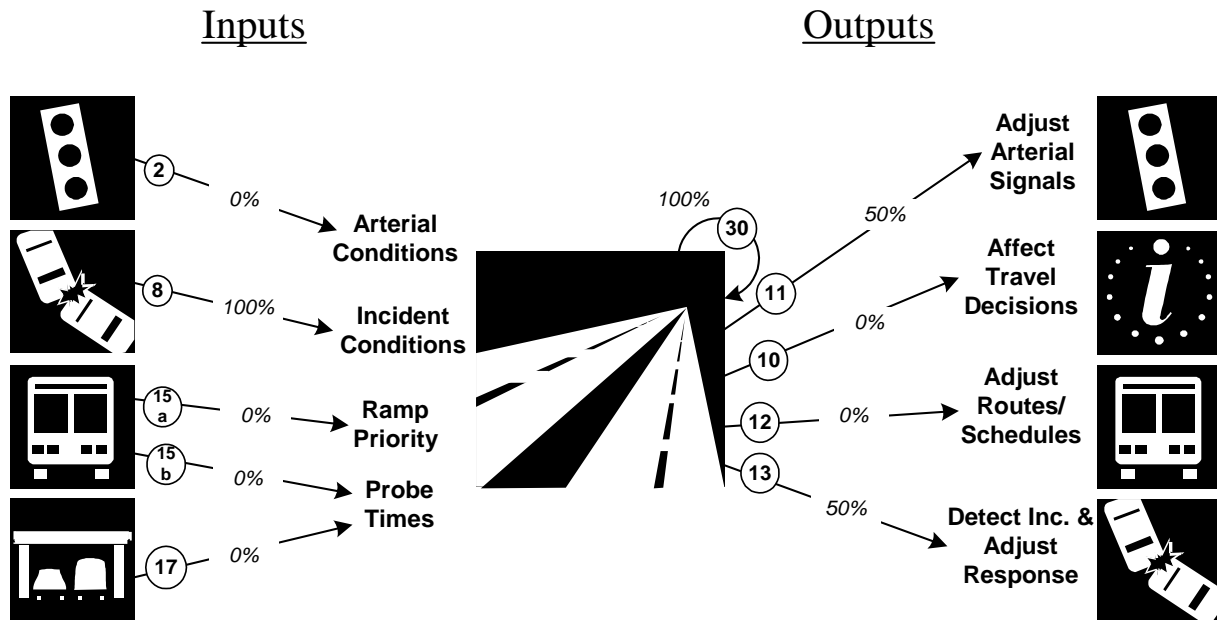 Inputs
Outputs
2
0%
Arterial
Conditions
8
100%
Incident
Conditions
15
a
0%
Ramp
Priority
15
b
0%
Probe
Times
17
0%
100%
30
11
50%
Adjust
Arterial
Signals
10
0%
Affect
Travel
Decisions
i
12
0%
Adjust
Routes/
Schedules
13
50%
Detect Inc. &
Adjust
Response